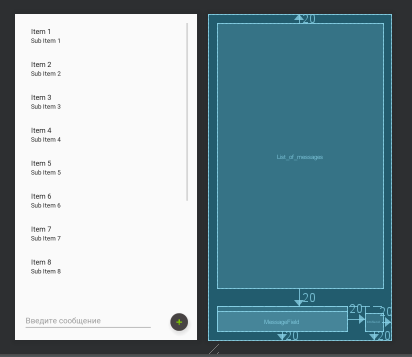 Item 1
Sub Item 1
Item 2
Sub Item 2
Item 3
Sub Item 3
Item 4
Sub Item 4
Item 5
Sub Item 5
Item 6
Sub Item 6
Item 7
Sub Item 7
Item 8
Sub Item 8
Введите сообщение
+
20
List_of_messages
20
20
20
MessageField
20
20